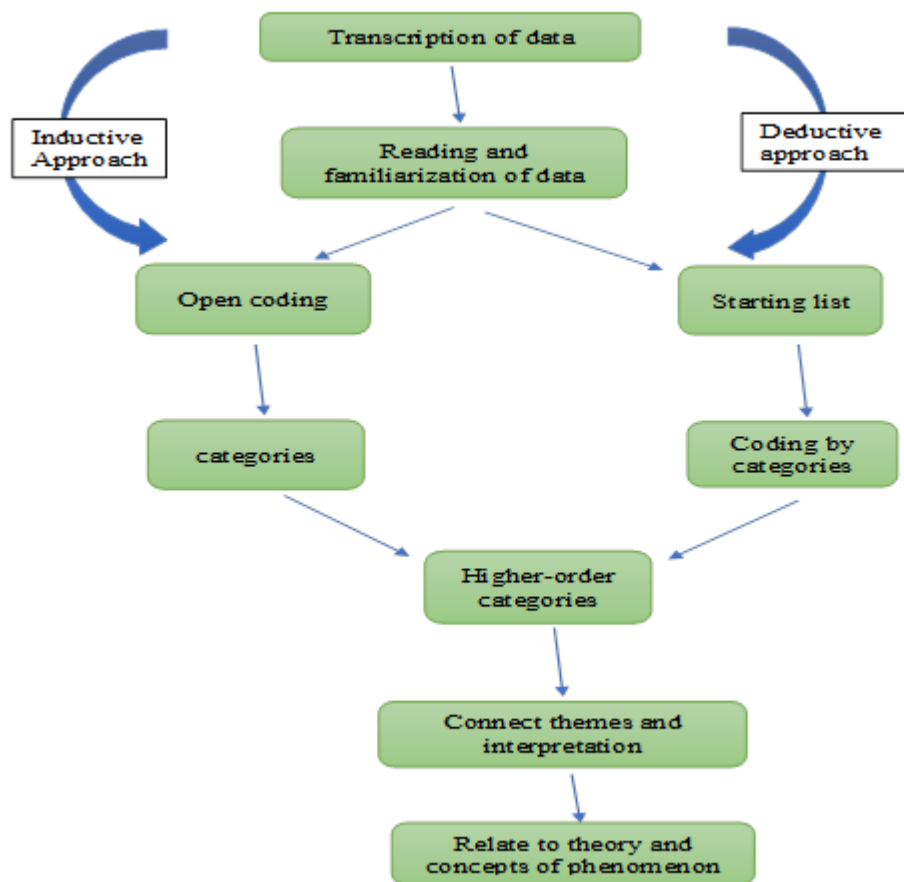 Transcription of data
Inductive
Approach
Deductive
approach
Reading and
familiarization of data
Open coding
Starting list
categories
Coding by
categories
Higher-order
categories
Connect themes and
interpretation
Relate to theory and
concepts of phenomenon